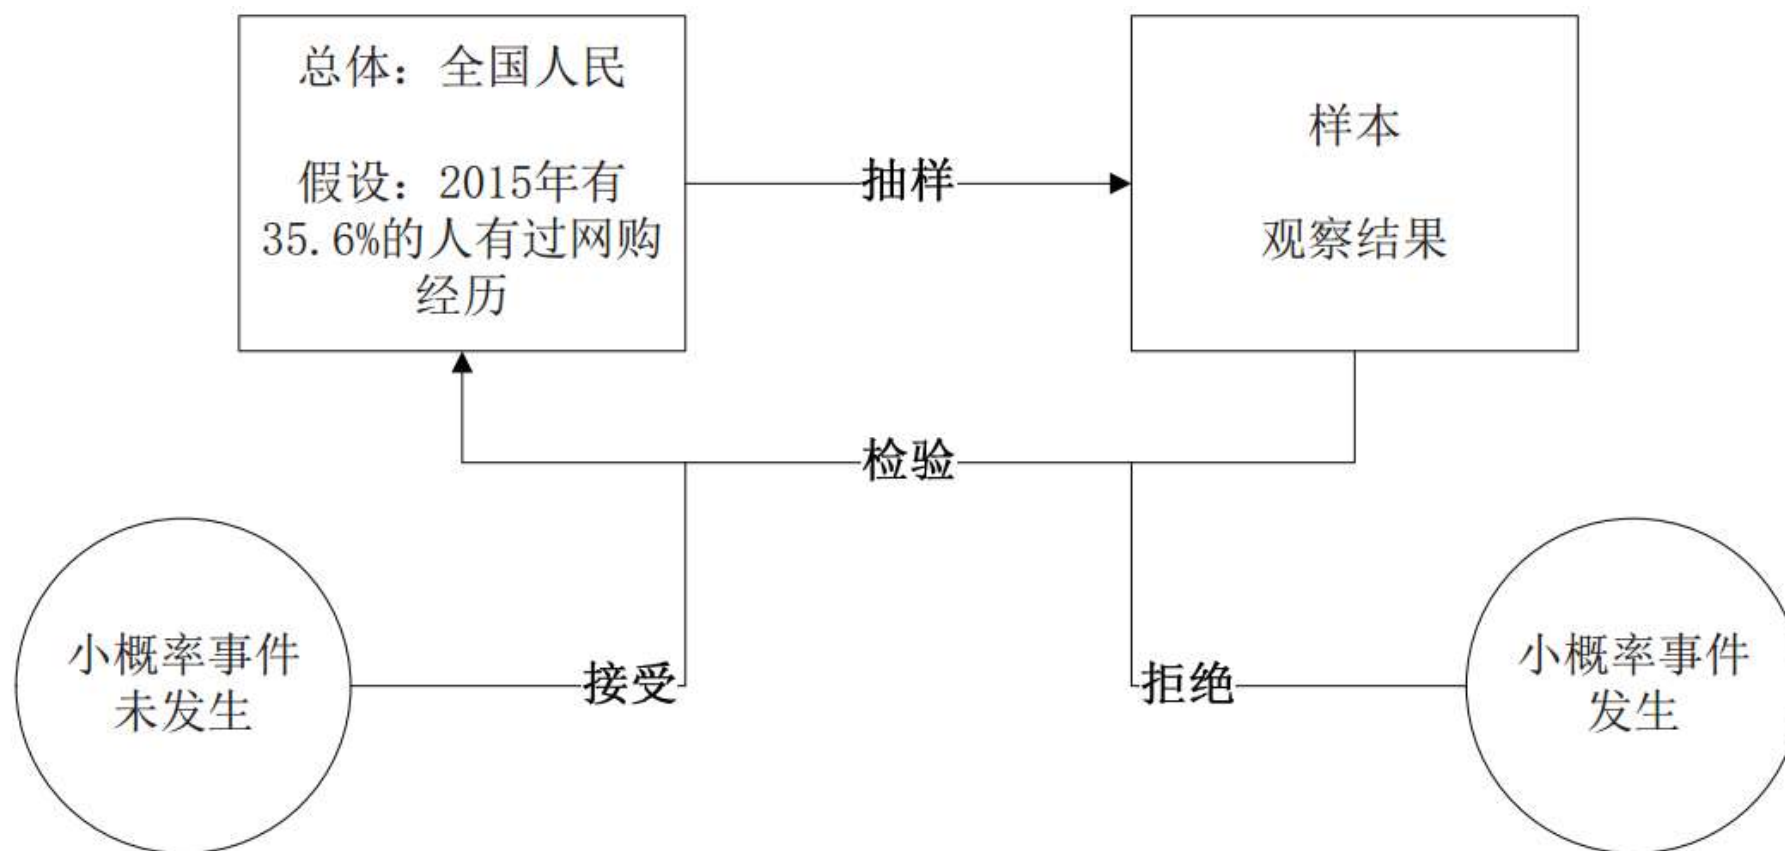 总体：全国人民
假设：2015年有
35.6%的人有过网购
经历
抽样
样本
观察结果
检验
小概率事件
未发生
接受
拒绝
小概率事件
发生